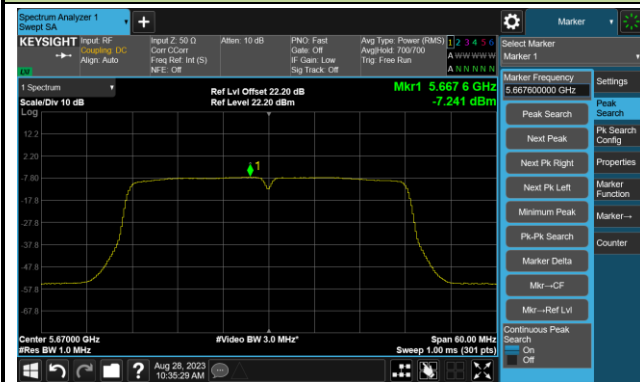 Spectrum Analyzer 1
Swept SA
Marker
KEYSIGHT Input: RF Input Z: 50 Ω Atten: 10 dB PNO: Fast Avg Type: Power (RMS) 1 2 3 4 5 6
Coupling: DC Corr CCorr Gate: Off Avg|Hold: 700/700 A W W W W W
Align: Auto Freq Ref: Int (S) IF Gain: Low Trig: Free Run
NFE: Off Sig Track: Off A N N N N N
Select Marker
Marker 1
1 Spectrum
Ref Lvl Offset 22.20 dB
Mkr1 5.667 6 GHz
Scale/Div 10 dB
Ref Level 22.20 dBm
-7.241 dBm
Log
12.2
2.20
-7.80
-17.8
-27.8
-37.8
-47.8
-57.8
-67.8
1
Center 5.67000 GHz
#Video BW 3.0 MHz*
Span 60.00 MHz
#Res BW 1.0 MHz
Sweep 1.00 ms (301 pts)
Marker Frequency
5.667600000 GHz
Peak Search
Next Peak
Next Pk Right
Next Pk Left
Minimum Peak
Pk-Pk Search
Marker Delta
Mkr→CF
Mkr→Ref Lvl
Continuous Peak
Search
On
Off
Settings
Peak
Search
Pk Search
Config
Properties
Marker
Function
Marker→
Counter
Aug 28, 2023
10:35:29 AM